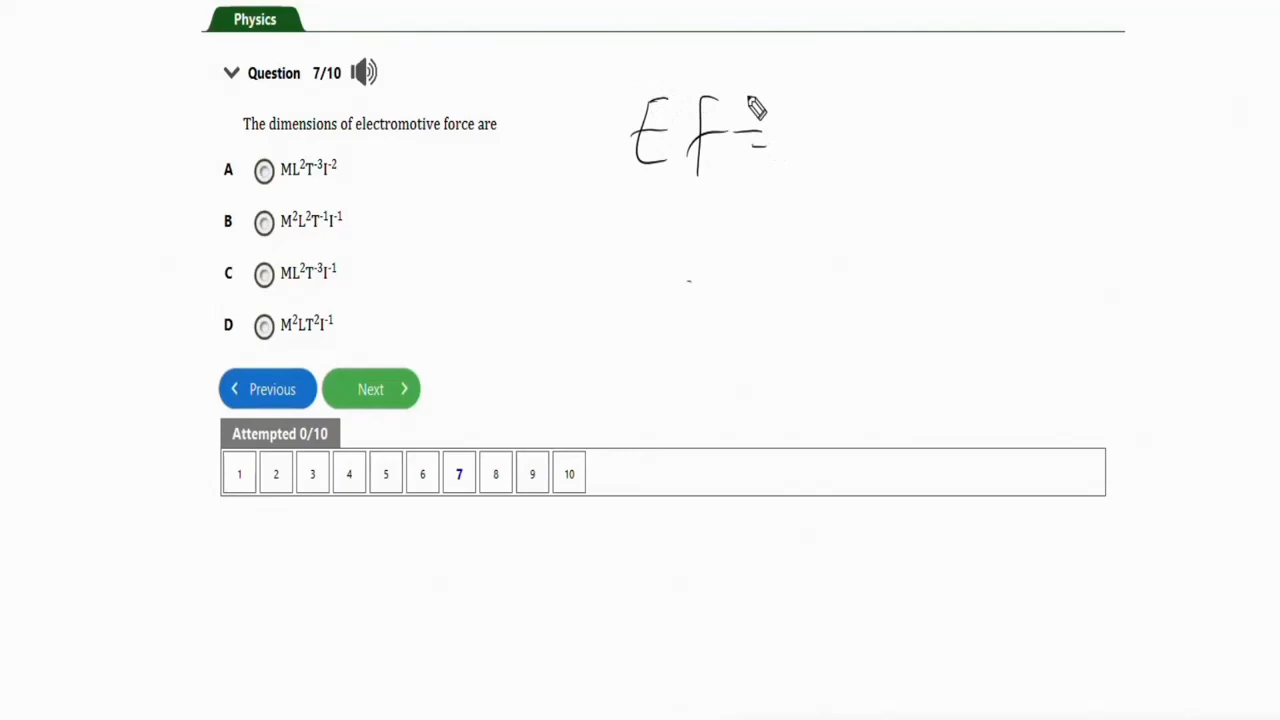 Physics
Question 7/10
The dimensions of electromotive force are
E F =
A ML²T⁻³I⁻²
B M²L²T⁻¹I⁻¹
C ML²T⁻³I⁻¹
D M²LT²I⁻¹
Previous Next
Attempted 0/10
1 2 3 4 5 6 7 8 9 10